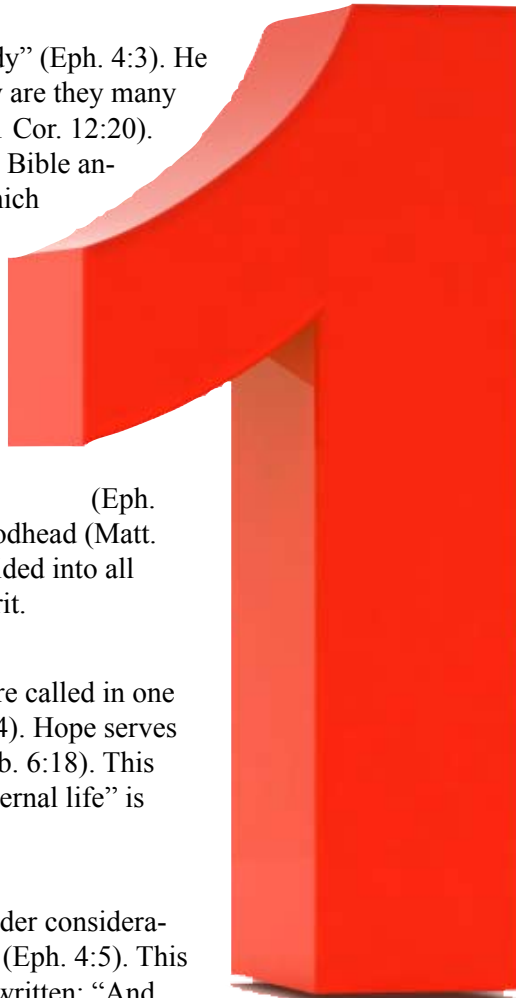 dy” (Eph. 4:3). He
are they many
Cor. 12:20).
Bible an-
ich
(Eph.
odhead (Matt.
ded into all
rit.
re called in one
4). Hope serves
b. 6:18). This
ernal life” is
der considera-
(Eph. 4:5). This
written: “And
1